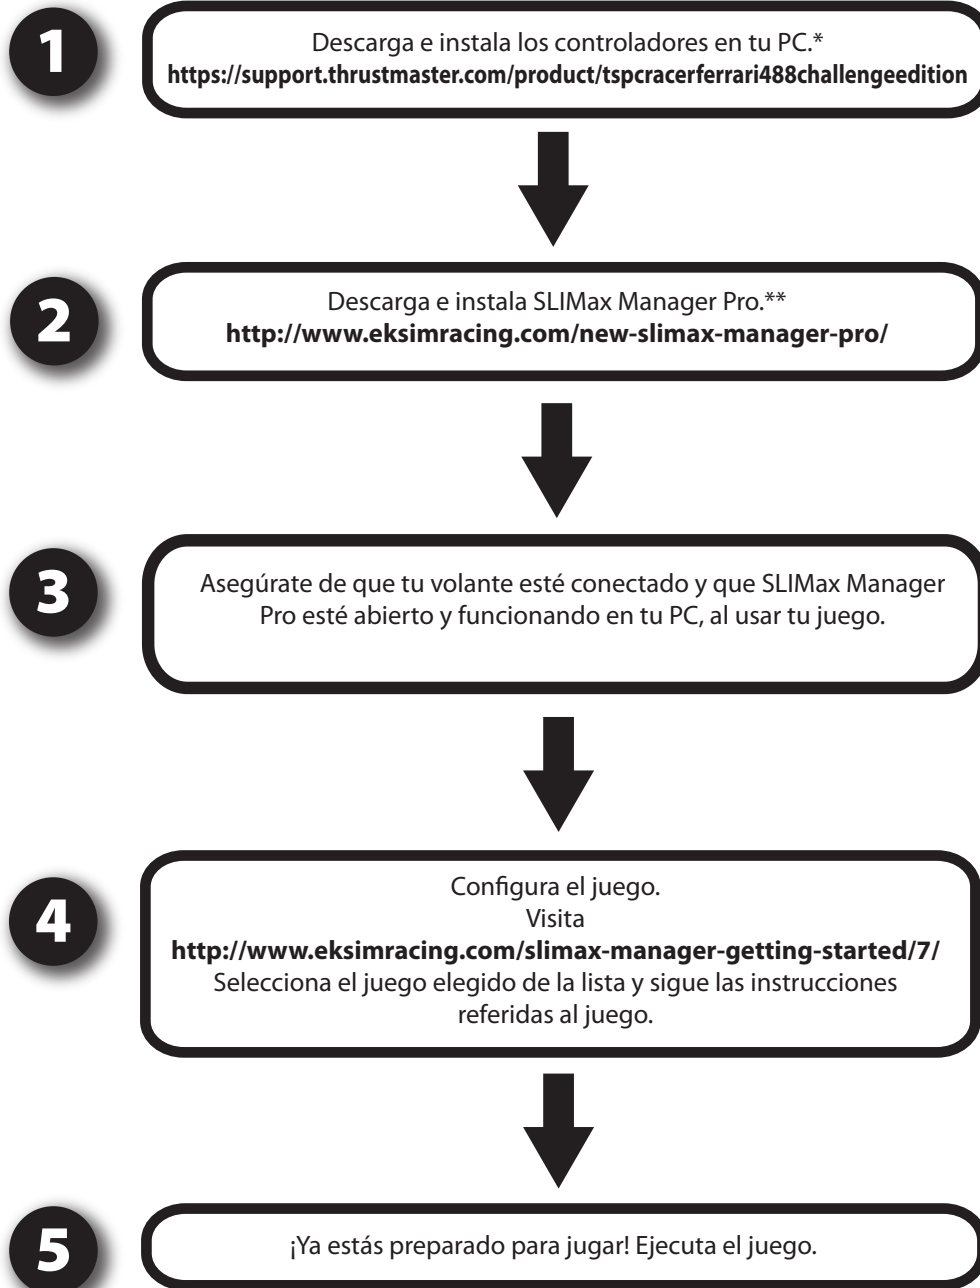 1
Descarga e instala los controladores en tu PC.*
https://support.thrustmaster.com/product/tspcracerferrari488challengeedition
2
Descarga e instala SLIMax Manager Pro.**
http://www.eksimracing.com/new-slimax-manager-pro/
3
Asegúrate de que tu volante esté conectado y que SLIMax Manager
Pro esté abierto y funcionando en tu PC, al usar tu juego.
4
Configura el juego.
Visita
http://www.eksimracing.com/slimax-manager-getting-started/7/
Selecciona el juego elegido de la lista y sigue las instrucciones
referidas al juego.
5
¡Ya estás preparado para jugar! Ejecuta el juego.